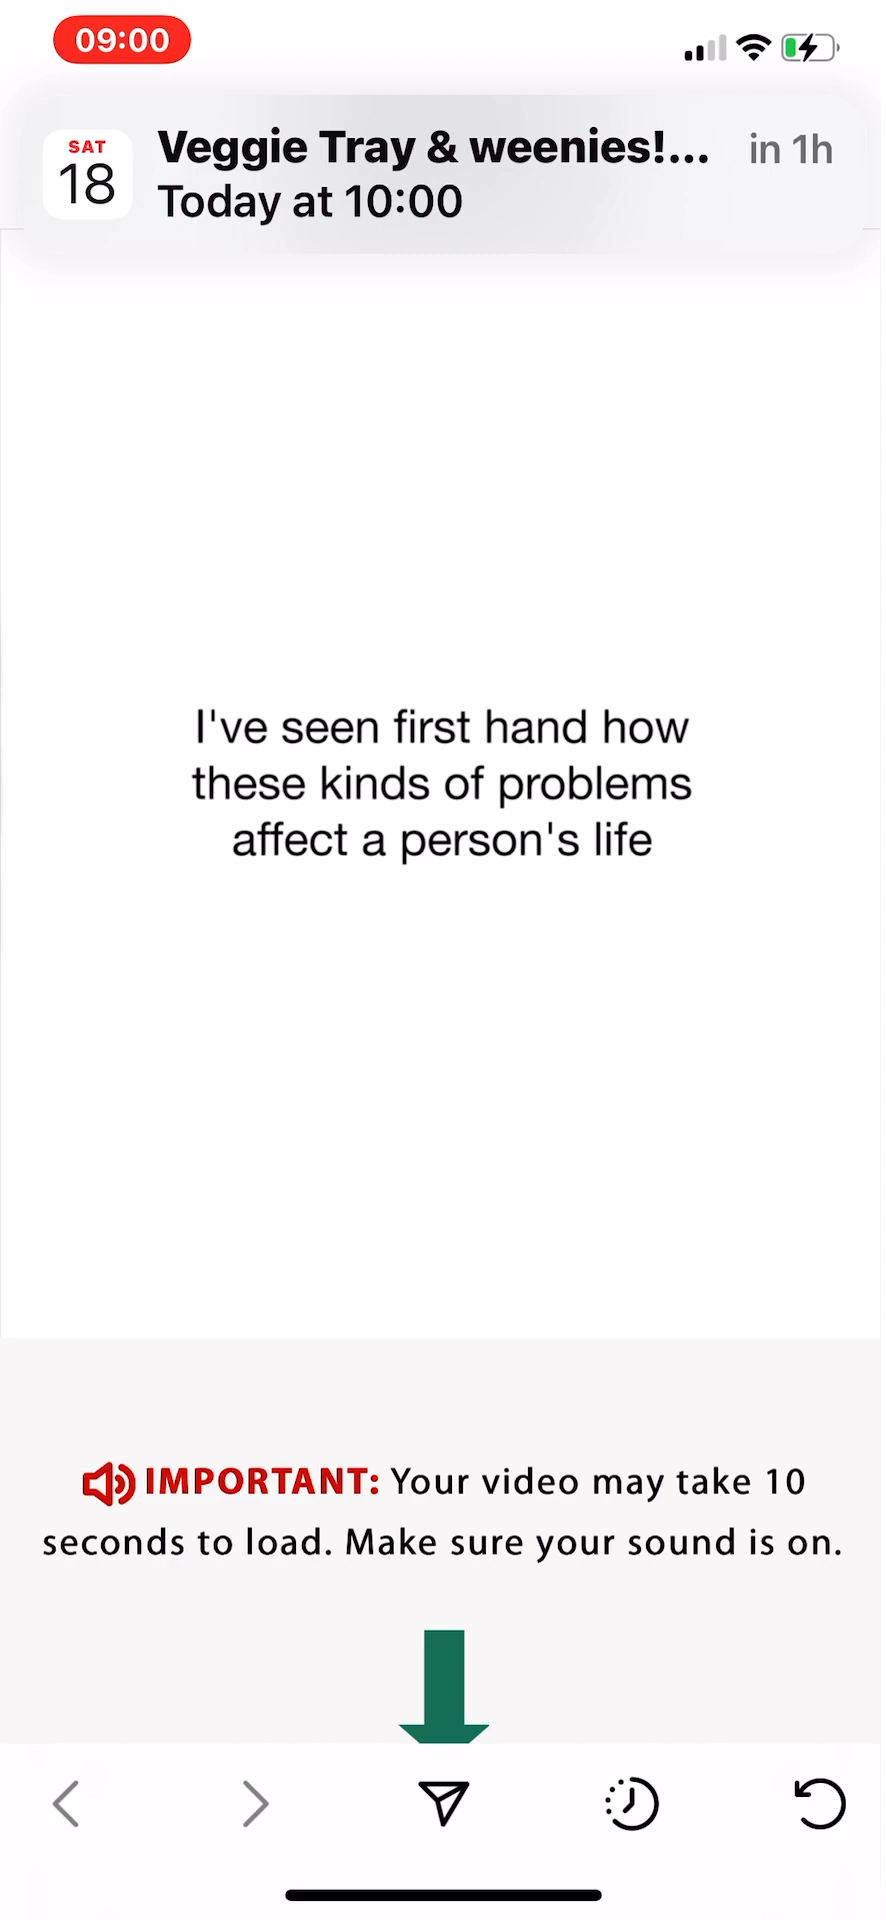 09:00
SAT
18
Veggie Tray & weenies!...
in 1h
Today at 10:00
I've seen first hand how
these kinds of problems
affect a person's life
IMPORTANT: Your video may take 10
seconds to load. Make sure your sound is on.